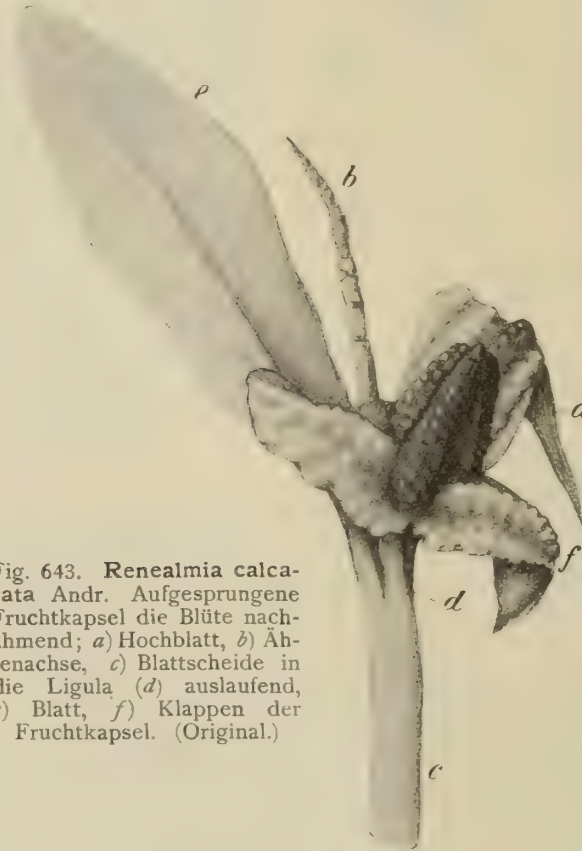 e
b
a
f
d
c
ig. 643. Renealmia calca-
ata Andr. Aufgesprungene
ruchtkapsel die Blüte nach-
hmend; a) Hochblatt, b) Äh-
enachse, c) Blattscheide in
ie Ligula (d) auslaufend,
) Blatt, f) Klappen der
Fruchtkapsel. (Original.)